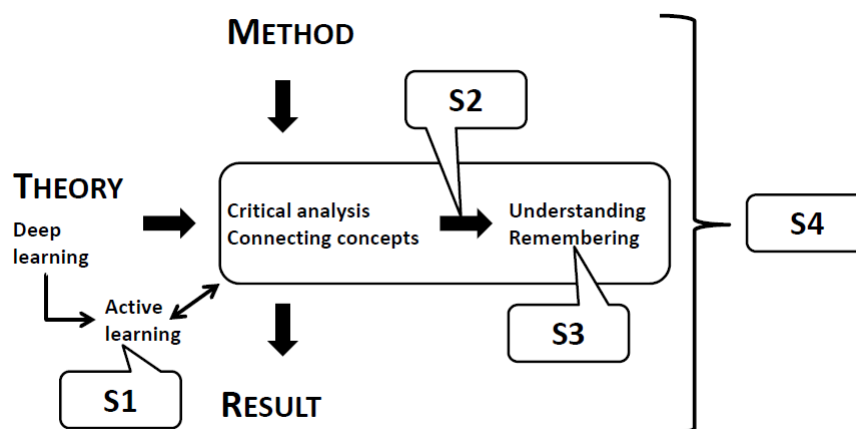 METHOD
S2
THEORY
Deep
learning
Critical analysis
Connecting concepts
Understanding
Remembering
S4
Active
learning
S3
S1
RESULT